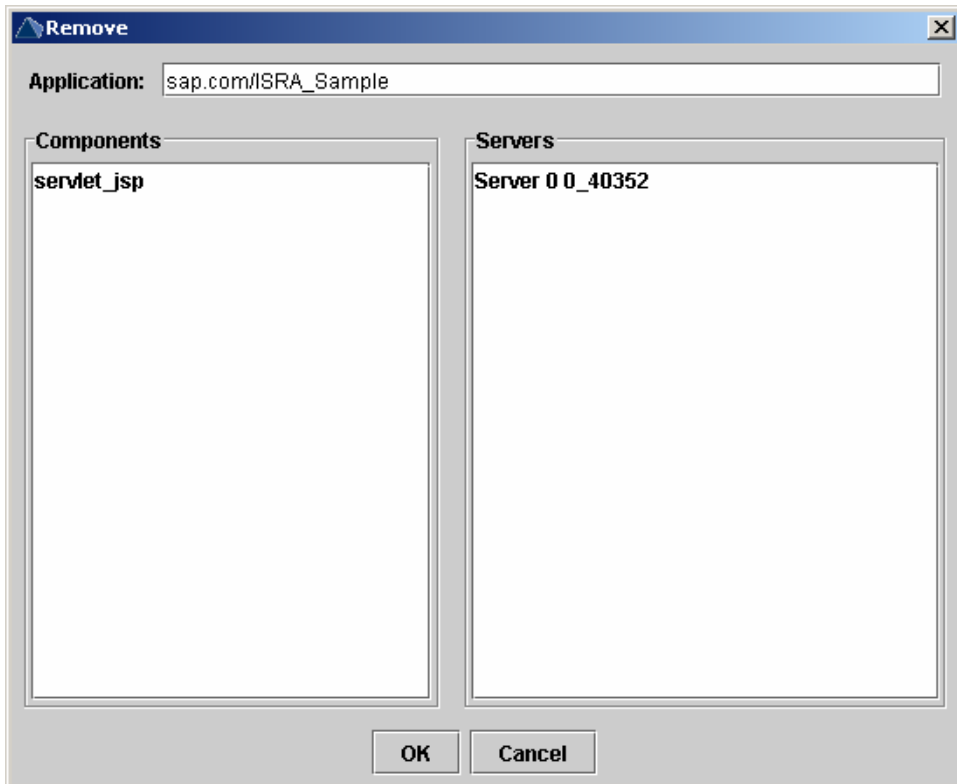 Remove
Application: sap.com/ISRA_Sample
Components
servlet_jsp
Servers
Server 0 0_40352
OK
Cancel